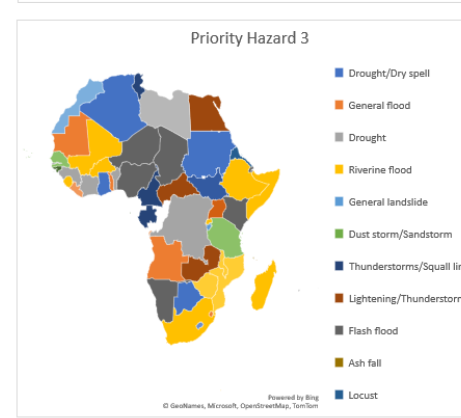 Priority Hazard 3
Drought/Dry spell
General flood
Drought
Riverine flood
General landslide
Dust storm/Sandstorm
Thunderstorms/Squall lin
Lightening/Thunderstorm
Flash flood
Ash fall
Locust
Powered by Bing
© GeoNames, Microsoft, OpenStreetMap, TomTom